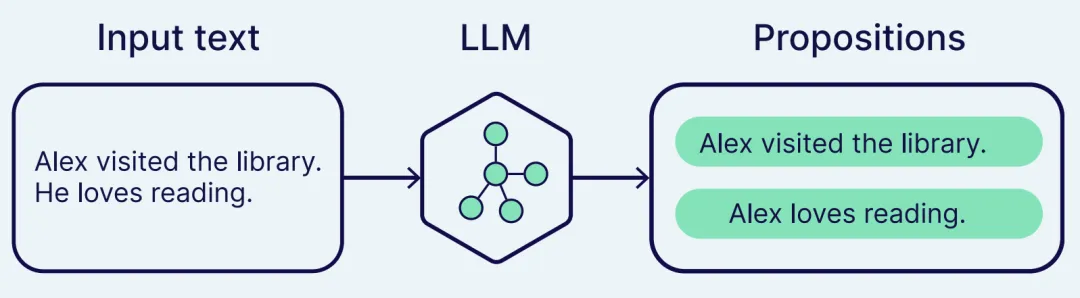 Input text
LLM
Propositions
Alex visited the library.
He loves reading.
Alex visited the library.
Alex loves reading.